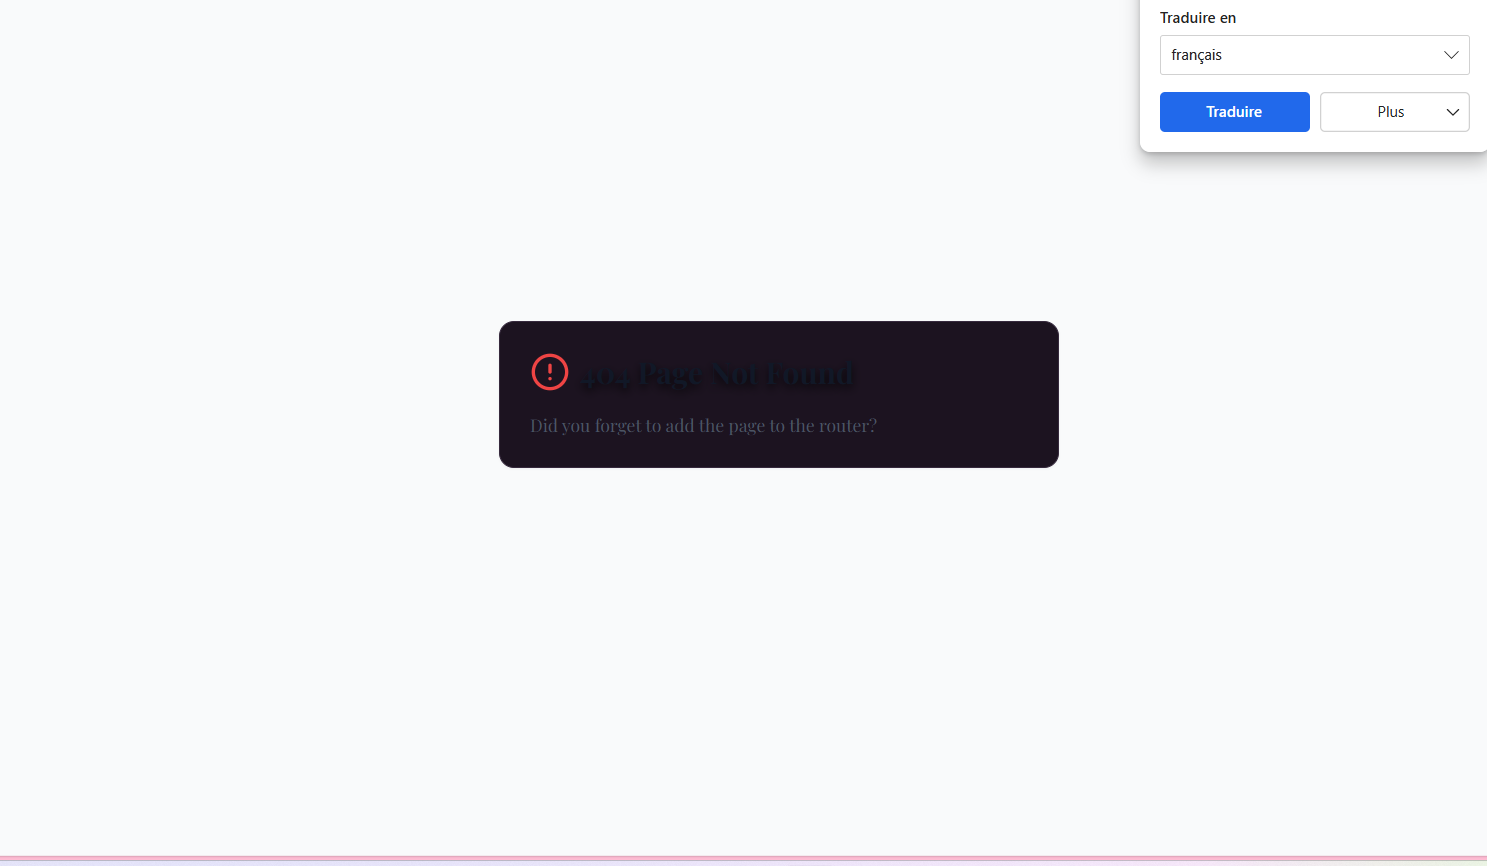 Traduire en
français
Traduire
Plus
404 Page Not Found
Did you forget to add the page to the router?